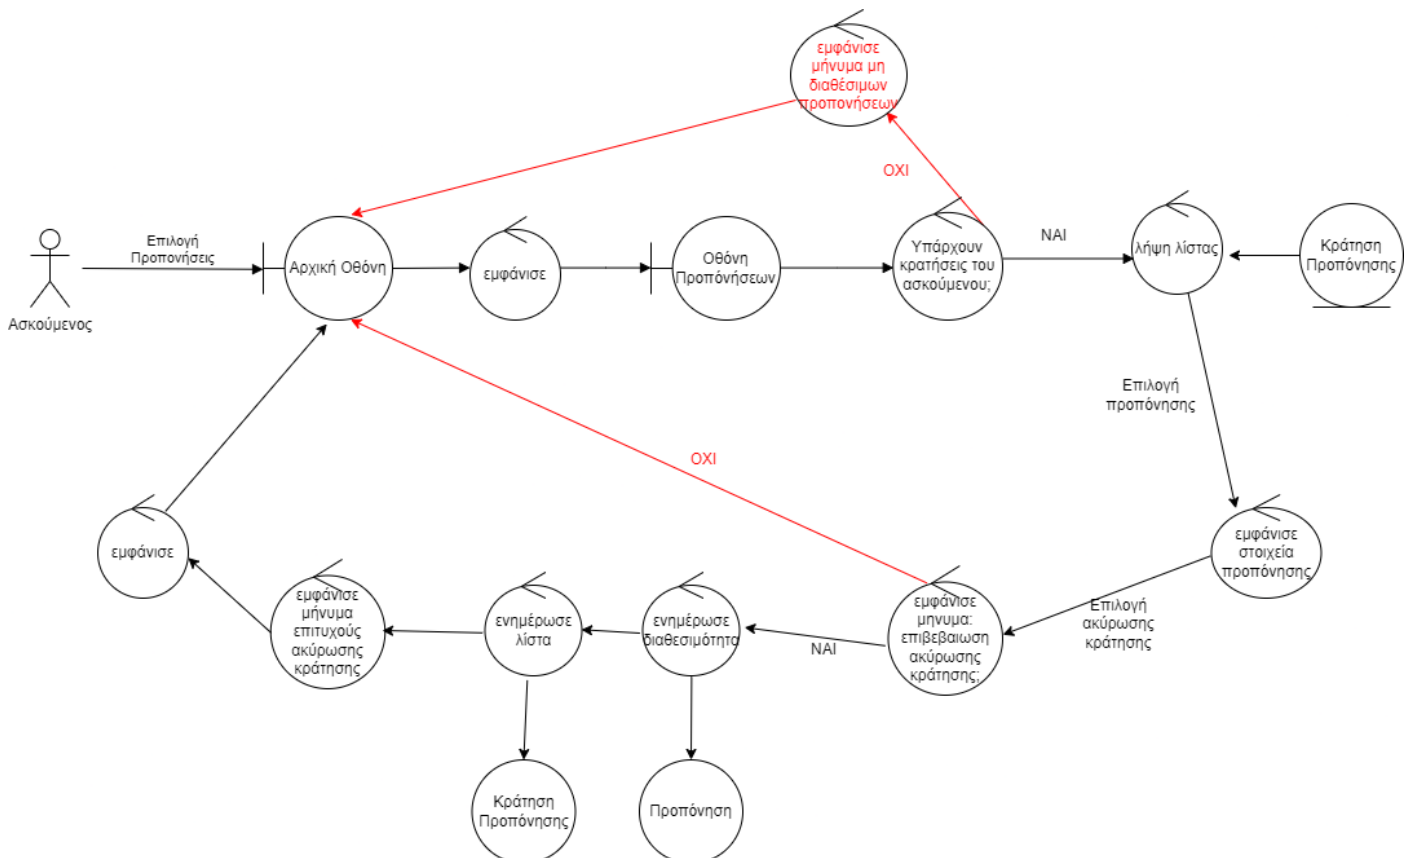 εμφάνισε
μήνυμα μη
διαθέσιμων
προπονήσεων
ΟΧΙ
Επιλογή
Προπονήσεις
Ασκούμενος
Αρχική Οθόνη
εμφάνισε
Οθόνη
Προπόνήσεων
Υπάρχουν
κρατήσεις του
ασκούμενου;
ΝΑΙ
λήψη λίστας
Κράτηση
Προπόνησης
Επιλογή
προπόνησης
ΟΧΙ
εμφάνισε
στοιχεία
προπόνησης
Επιλογή
ακύρωσης
κράτησης
εμφάνισε
μηνυμα:
επιβεβαιωση
ακύρωσης
κράτησης;
ΝΑΙ
ενημέρωσε
διαθεσιμότητα
ενημέρωσε
λίστα
εμφάνισε
μήνυμα
επιτυχούς
ακύρωσης
κράτησης
εμφάνισε
Κράτηση
Προπόνησης
Προπόνηση